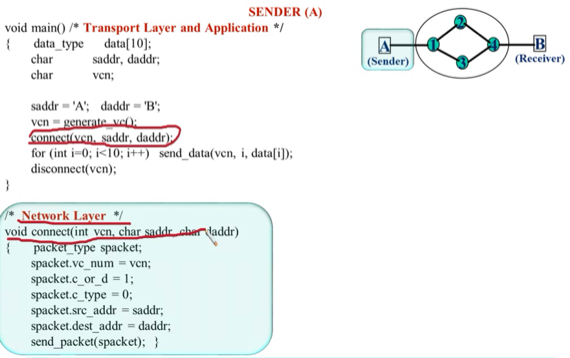 SENDER (A)
void main() /* Transport Layer and Application */
{ data_type data[10];
char saddr, daddr;
char vcn;
saddr = 'A'; daddr = 'B';
vcn = generate_vc();
connect(vcn, saddr, daddr);
for (int i=0; i<10; i++) send_data(vcn, i, data[i]);
disconnect(vcn);
}
/* Network Layer */
void connect(int vcn, char saddr, char daddr)
{ packet_type spacket;
spacket.vc_num = vcn;
spacket.c_or_d = 1;
spacket.c_type = 0;
spacket.src_addr = saddr;
spacket.dest_addr = daddr;
send_packet(spacket); }
A
(Sender)
1
2
3
4
B
(Receiver)